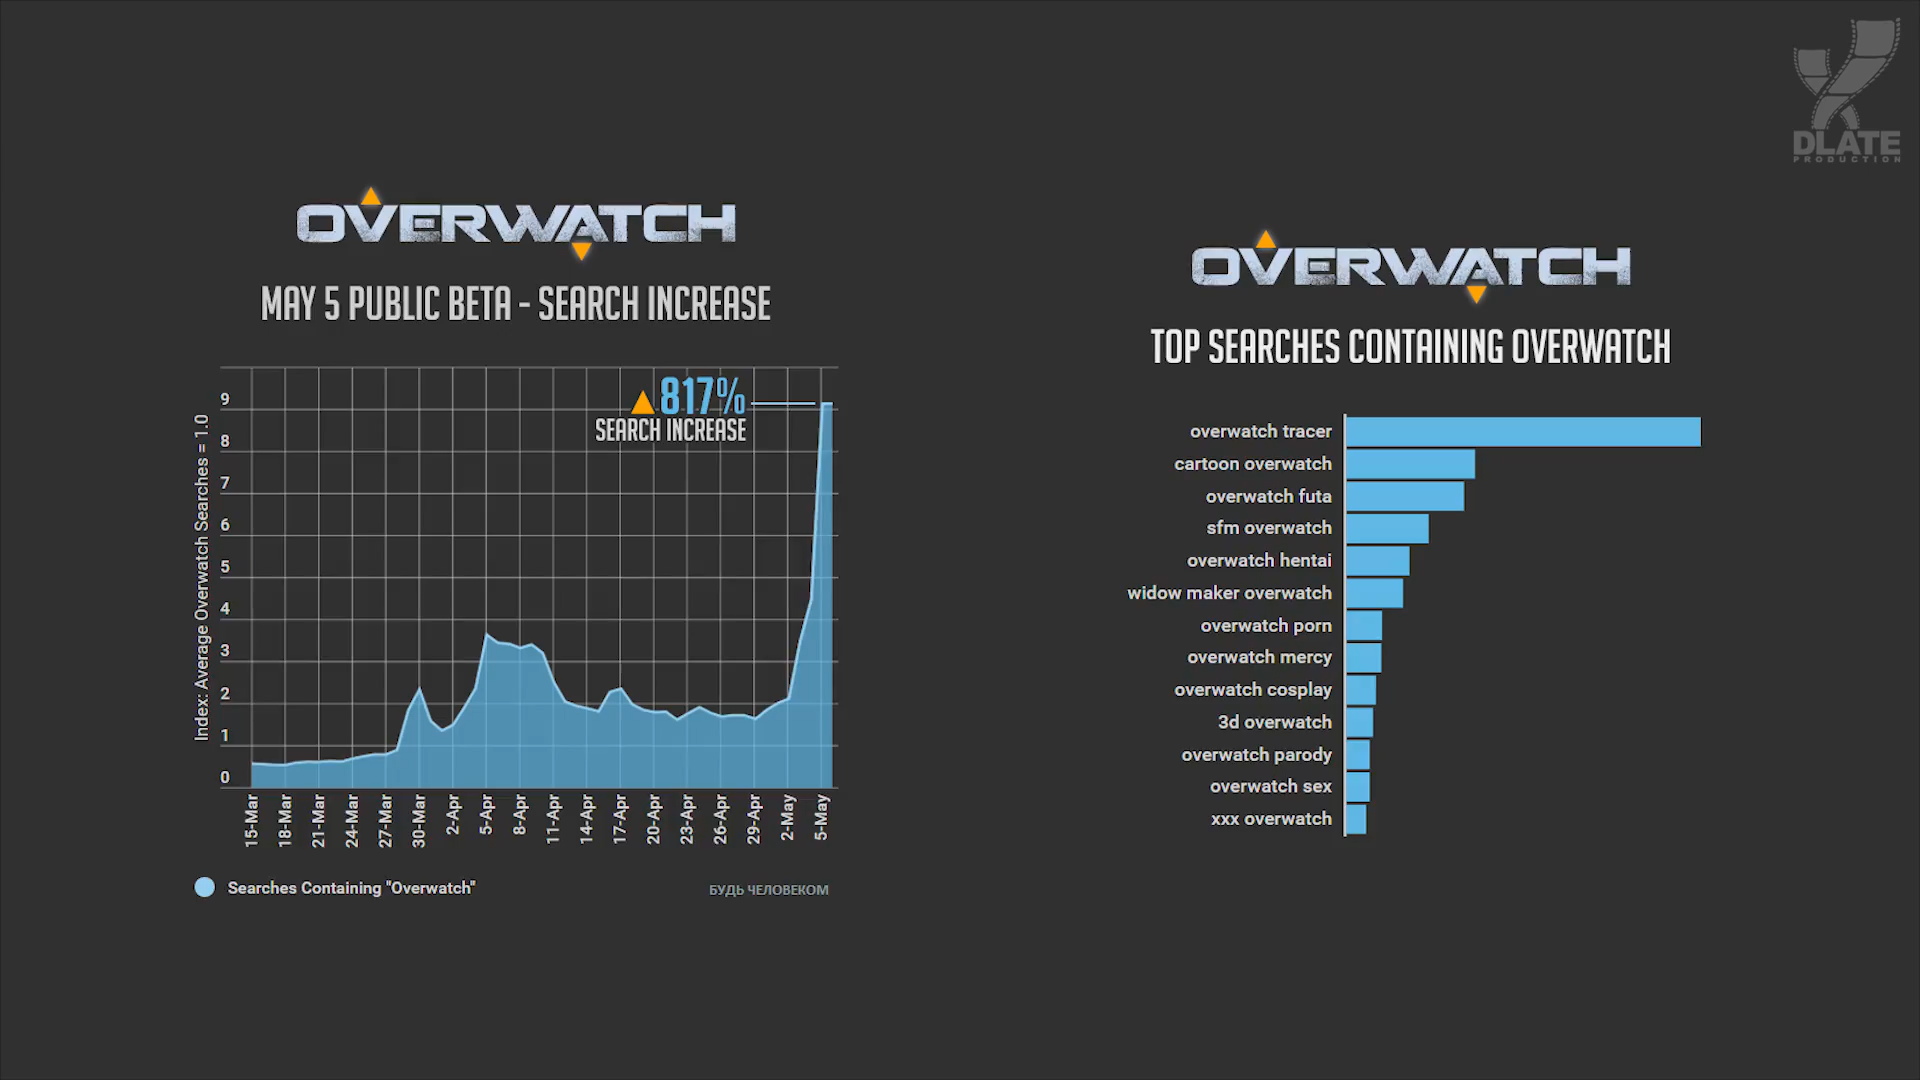 DLATE
PRODUCTION
OVERWATCH
MAY 5 PUBLIC BETA - SEARCH INCREASE
817%
SEARCH INCREASE
Index: Average Overwatch Searches = 1.0
9
8
7
6
5
4
3
2
1
0
15-Mar
18-Mar
21-Mar
24-Mar
27-Mar
30-Mar
2-Apr
5-Apr
8-Apr
11-Apr
14-Apr
17-Apr
20-Apr
23-Apr
26-Apr
29-Apr
2-May
5-May
Searches Containing "Overwatch"
БУДЬ ЧЕЛОВЕКОМ
OVERWATCH
TOP SEARCHES CONTAINING OVERWATCH
overwatch tracer
cartoon overwatch
overwatch futa
sfm overwatch
overwatch hentai
widow maker overwatch
overwatch porn
overwatch mercy
overwatch cosplay
3d overwatch
overwatch parody
overwatch sex
xxx overwatch